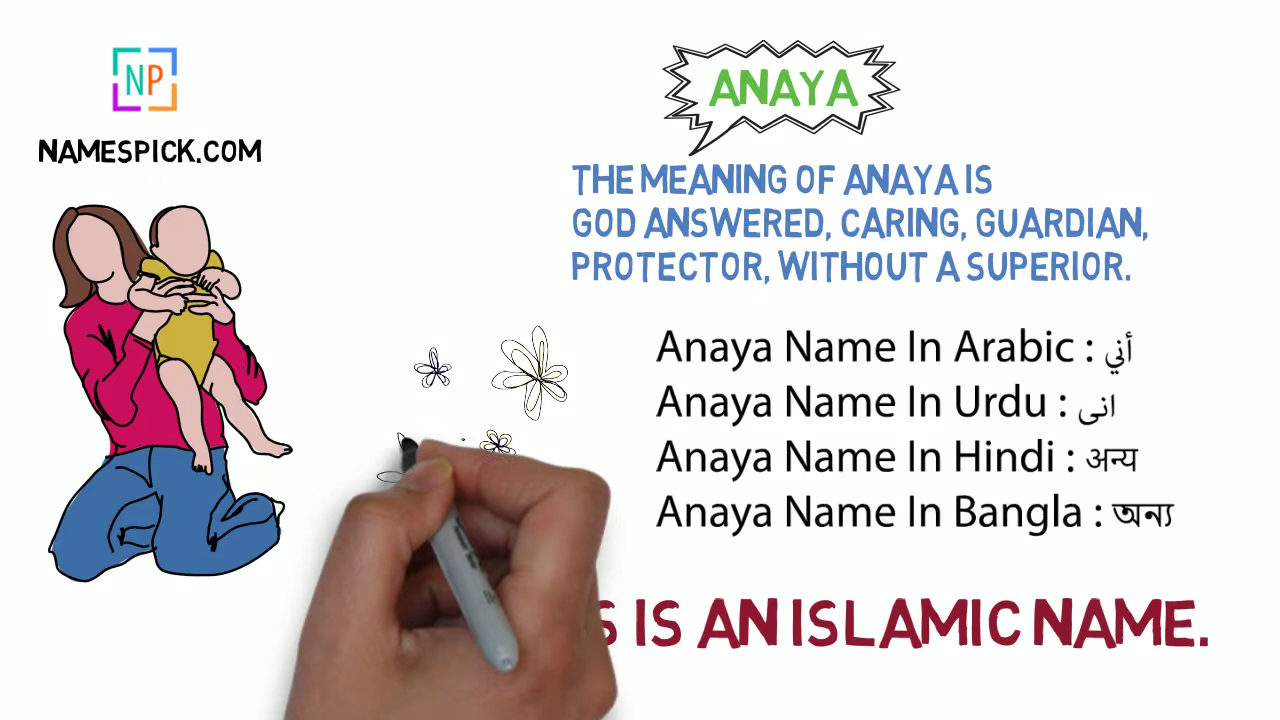 NP
NAMESPICK.COM
ANAYA
THE MEANING OF ANAYA IS
GOD ANSWERED, CARING, GUARDIAN,
PROTECTOR, WITHOUT A SUPERIOR.
Anaya Name In Arabic : أني
Anaya Name In Urdu : انى
Anaya Name In Hindi : अन्य
Anaya Name In Bangla : অন্য
S IS AN ISLAMIC NAME.